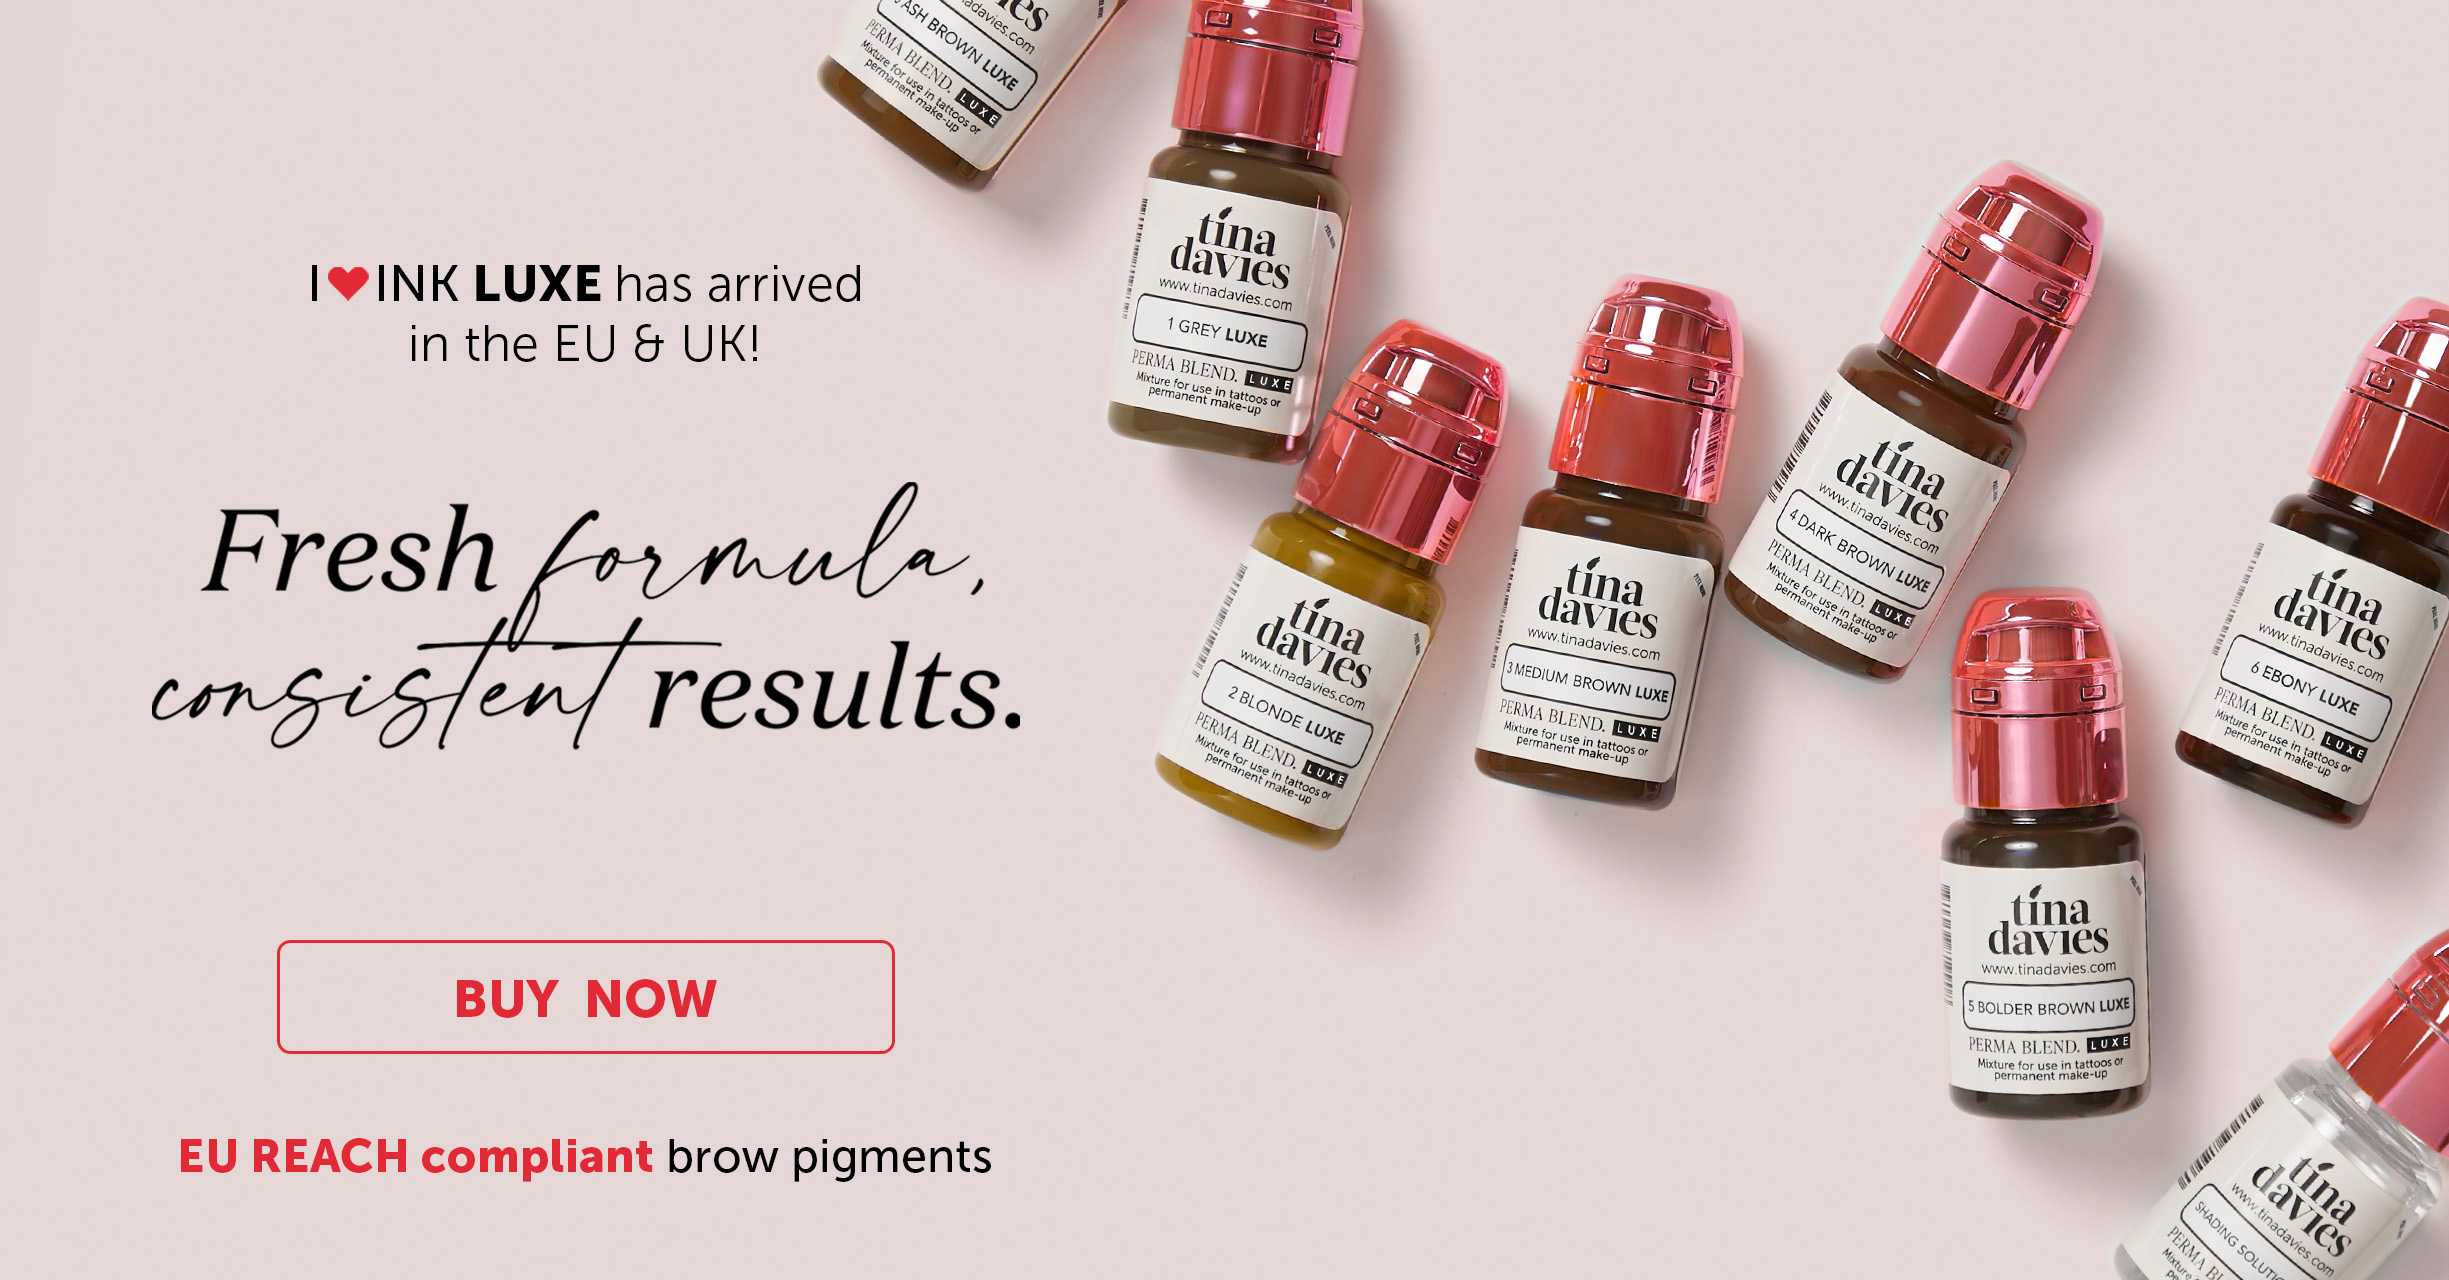 I ❤ INK LUXE has arrived
in the EU & UK!
Fresh formula,
consistent results.
BUY NOW
EU REACH compliant brow pigments
ASH BROWN LUXE
PERMA BLEND. LUXE
Mixture for use in tattoos or
permanent make-up
tina
davies
www.tinadavies.com
1 GREY LUXE
PERMA BLEND. LUXE
Mixture for use in tattoos or
permanent make-up
tina
davies
www.tinadavies.com
2 BLONDE LUXE
PERMA BLEND. LUXE
Mixture for use in tattoos or
permanent make-up
tina
davies
www.tinadavies.com
3 MEDIUM BROWN LUXE
PERMA BLEND. LUXE
Mixture for use in tattoos or
permanent make-up
tina
davies
www.tinadavies.com
4 DARK BROWN LUXE
PERMA BLEND. LUXE
Mixture for use in tattoos or
permanent make-up
tina
davies
www.tinadavies.com
5 BOLDER BROWN LUXE
PERMA BLEND. LUXE
Mixture for use in tattoos or
permanent make-up
tina
davies
www.tinadavies.com
6 EBONY LUXE
PERMA BLEND. LUXE
Mixture for use in tattoos or
permanent make-up
tina
davies
www.tinadavies.com
SHADING
PERMA